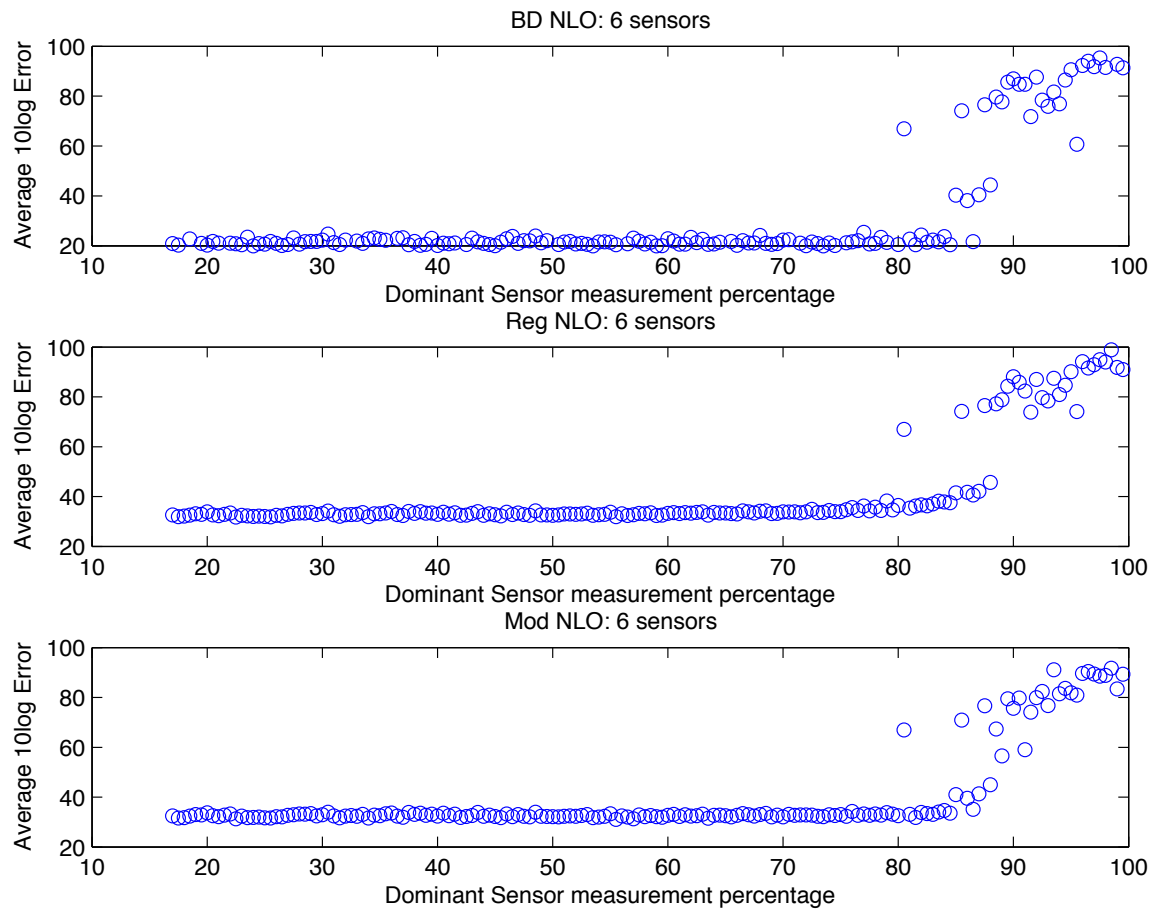 BD NLO: 6 sensors
Average 10log Error
100
80
60
40
20
10 20 30 40 50 60 70 80 90 100
Dominant Sensor measurement percentage
Reg NLO: 6 sensors
Average 10log Error
100
80
60
40
20
10 20 30 40 50 60 70 80 90 100
Dominant Sensor measurement percentage
Mod NLO: 6 sensors
Average 10log Error
100
80
60
40
20
10 20 30 40 50 60 70 80 90 100
Dominant Sensor measurement percentage